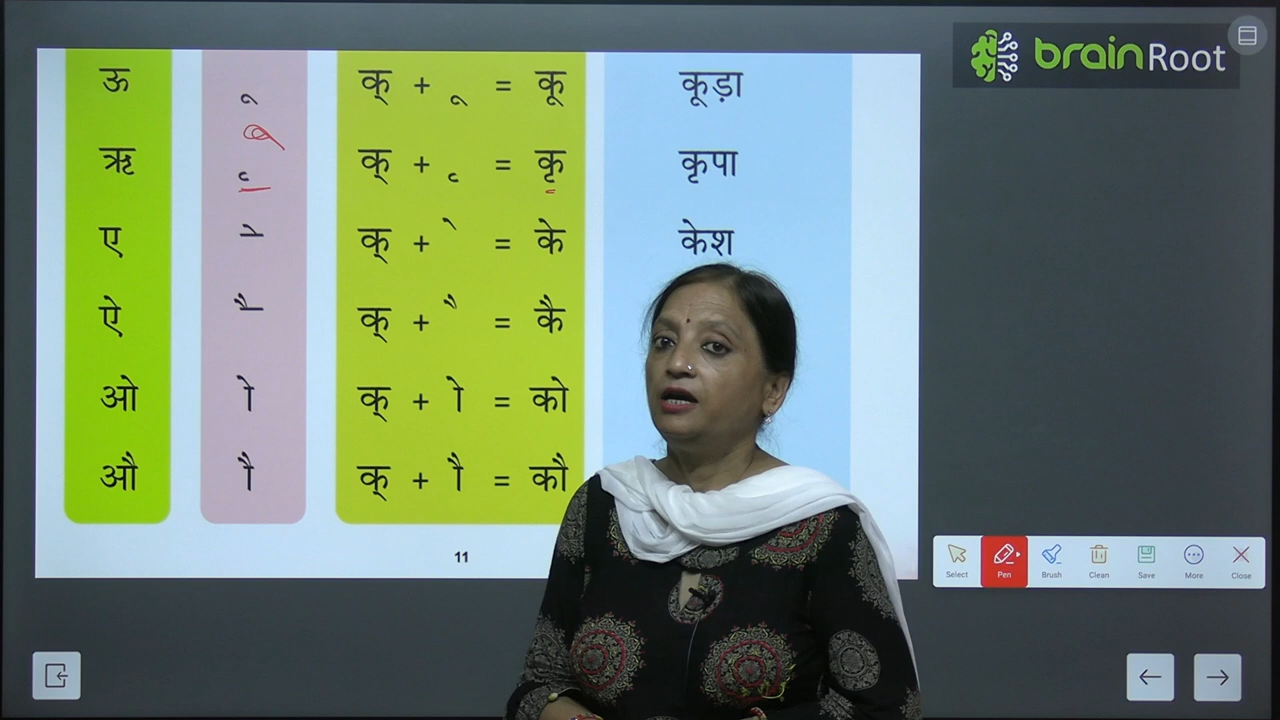 brainRoot
ऊ ू क् + ू = कू कूड़ा
ऋ ृ क् + ृ = कृ कृपा
ए े क् + े = के केश
ऐ ै क् + ै = कै
ओ ो क् + ो = को
औ ौ क् + ौ = कौ
11
Select Pen Brush Clean Save More Close